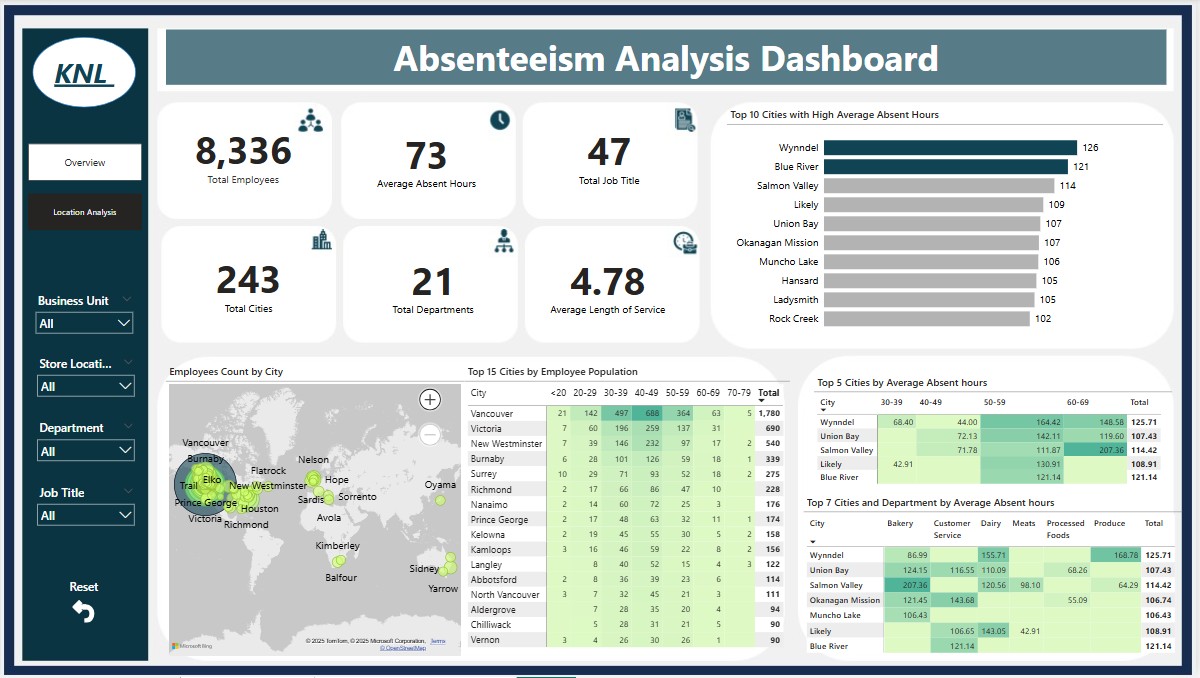 KNL
Absenteeism Analysis Dashboard
Overview
Location Analysis
Business Unit
All
Store Locati...
All
Department
All
Job Title
All
Reset
8,336
Total Employees
73
Average Absent Hours
47
Total Job Title
243
Total Cities
21
Total Departments
4.78
Average Length of Service
Top 10 Cities with High Average Absent Hours
Wynndel 126
Blue River 121
Salmon Valley 114
Likely 109
Union Bay 107
Okanagan Mission 107
Muncho Lake 106
Hansard 105
Ladysmith 105
Rock Creek 102
Employees Count by City
Vancouver
Burnaby
Nelson
Flatrock
Trail
Elko
New Westminster
Hope
Oyama
Sardis
Sorrento
Prince George
Houston
Victoria
Richmond
Avola
Kimberley
Balfour
Sidney
Yarrow
Microsoft Bing
© 2025 TomTom, © 2025 Microsoft Corporation, Terms
© OpenStreetMap
Top 15 Cities by Employee Population
City <20 20-29 30-39 40-49 50-59 60-69 70-79 Total
Vancouver 21 142 497 688 364 63 5 1,780
Victoria 7 60 196 259 137 31 690
New Westminster 7 39 146 232 97 17 2 540
Burnaby 6 28 101 126 59 18 1 339
Surrey 10 29 71 93 52 18 2 275
Richmond 2 17 66 86 47 10 228
Nanaimo 2 14 60 72 25 3 176
Prince George 2 17 48 63 32 11 1 174
Kelowna 2 19 45 55 30 5 2 158
Kamloops 3 16 46 59 22 8 2 156
Langley 8 40 52 15 4 3 122
Abbotsford 2 8 36 39 23 6 114
North Vancouver 3 7 32 45 21 3 111
Aldergrove 7 28 35 20 4 94
Chilliwack 5 28 31 21 5 90
Vernon 3 4 26 30 26 1 90
Top 5 Cities by Average Absent hours
City 30-39 40-49 50-59 60-69 Total
Wynndel 68.40 44.00 164.42 148.58 125.71
Union Bay 72.13 142.11 119.60 107.43
Salmon Valley 71.78 111.87 207.36 114.42
Likely 42.91 130.91 108.91
Blue River 121.14 121.14
Top 7 Cities and Department by Average Absent hours
City Bakery Customer Service Dairy Meats Processed Foods Produce Total
Wynndel 86.99 155.71 168.78 125.71
Union Bay 124.15 116.55 110.09 68.26 107.43
Salmon Valley 207.36 120.56 98.10 64.29 114.42
Okanagan Mission 121.45 143.68 55.09 106.74
Muncho Lake 106.43 106.43
Likely 106.65 143.05 42.91 108.91
Blue River 121.14 121.14